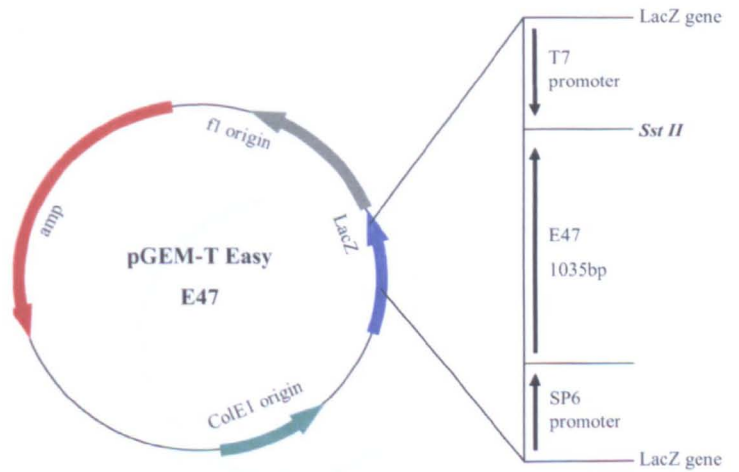 LacZ gene
T7
promoter
Sst II
f1 origin
amp
LacZ
pGEM-T Easy
E47
E47
1035bp
ColE1 origin
SP6
promoter
LacZ gene